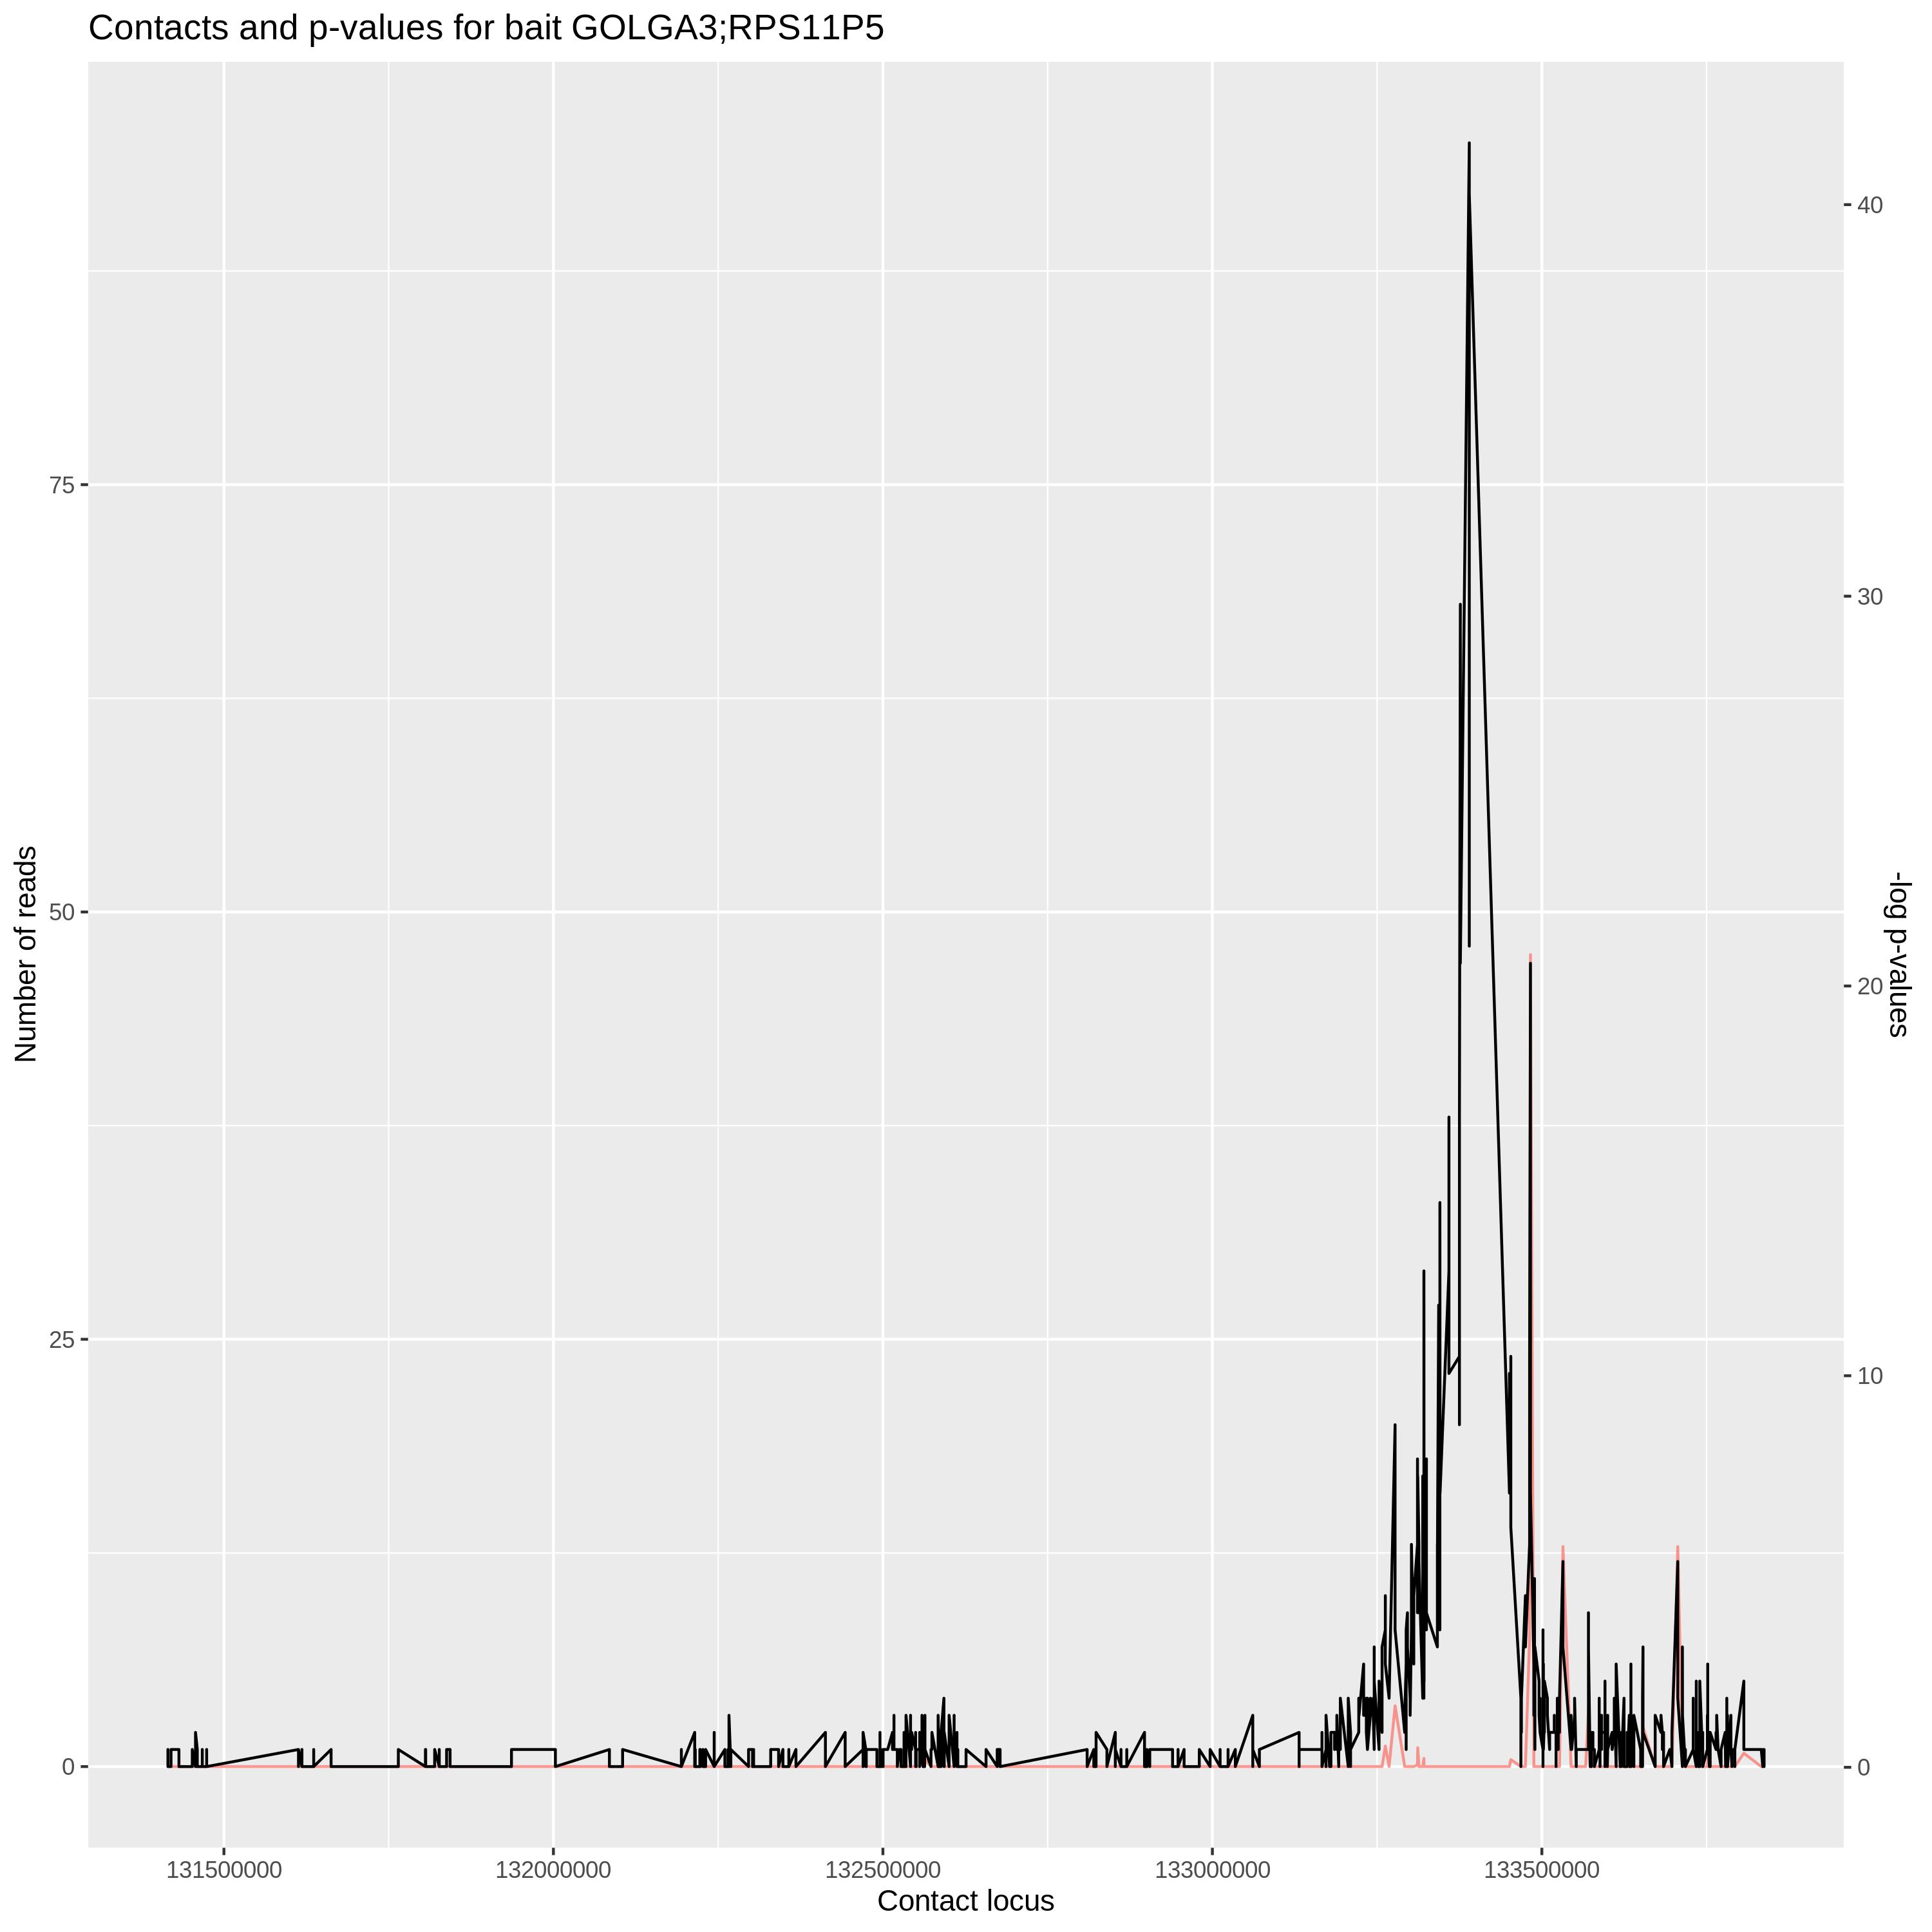 Contacts and p-values for bait GOLGA3;RPS11P5
Number of reads
75
50
25
0
40
30
20
10
0
-log p-values
131500000 132000000 132500000 133000000 133500000
Contact locus